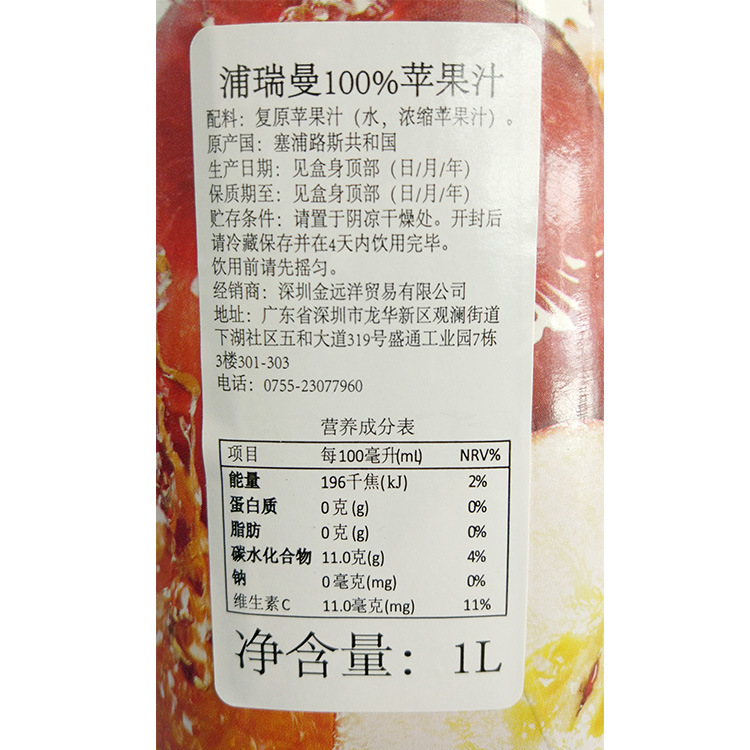 浦瑞曼100%苹果汁
配料：复原苹果汁（水，浓缩苹果汁）。
原产国：塞浦路斯共和国
生产日期：见盒身顶部（日/月/年）
保质期至：见盒身顶部（日/月/年）
贮存条件：请置于阴凉干燥处。开封后
请冷藏保存并在4天内饮用完毕。
饮用前请先摇匀。
经销商：深圳金远洋贸易有限公司
地址：广东省深圳市龙华新区观澜街道
下湖社区五和大道319号盛通工业园7栋
3楼301-303
电话：0755-23077960
营养成分表
项目 每100毫升(ml) NRV%
能量 196千焦(kJ) 2%
蛋白质 0克(g) 0%
脂肪 0克(g) 0%
碳水化合物 11.0克(g) 4%
钠 0毫克(mg) 0%
维生素C 11.0毫克(mg) 11%
净含量：1L